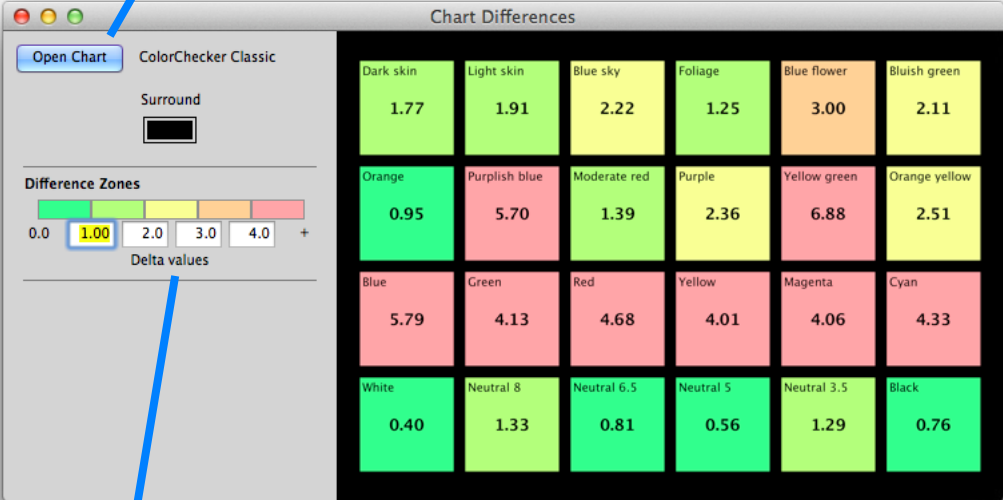 Chart Differences
Open Chart ColorChecker Classic
Surround
Difference Zones
0.0 1.00 2.0 3.0 4.0 +
Delta values
Dark skin Light skin Blue sky Foliage Blue flower Bluish green
1.77 1.91 2.22 1.25 3.00 2.11
Orange Purplish blue Moderate red Purple Yellow green Orange yellow
0.95 5.70 1.39 2.36 6.88 2.51
Blue Green Red Yellow Magenta Cyan
5.79 4.13 4.68 4.01 4.06 4.33
White Neutral 8 Neutral 6.5 Neutral 5 Neutral 3.5 Black
0.40 1.33 0.81 0.56 1.29 0.76